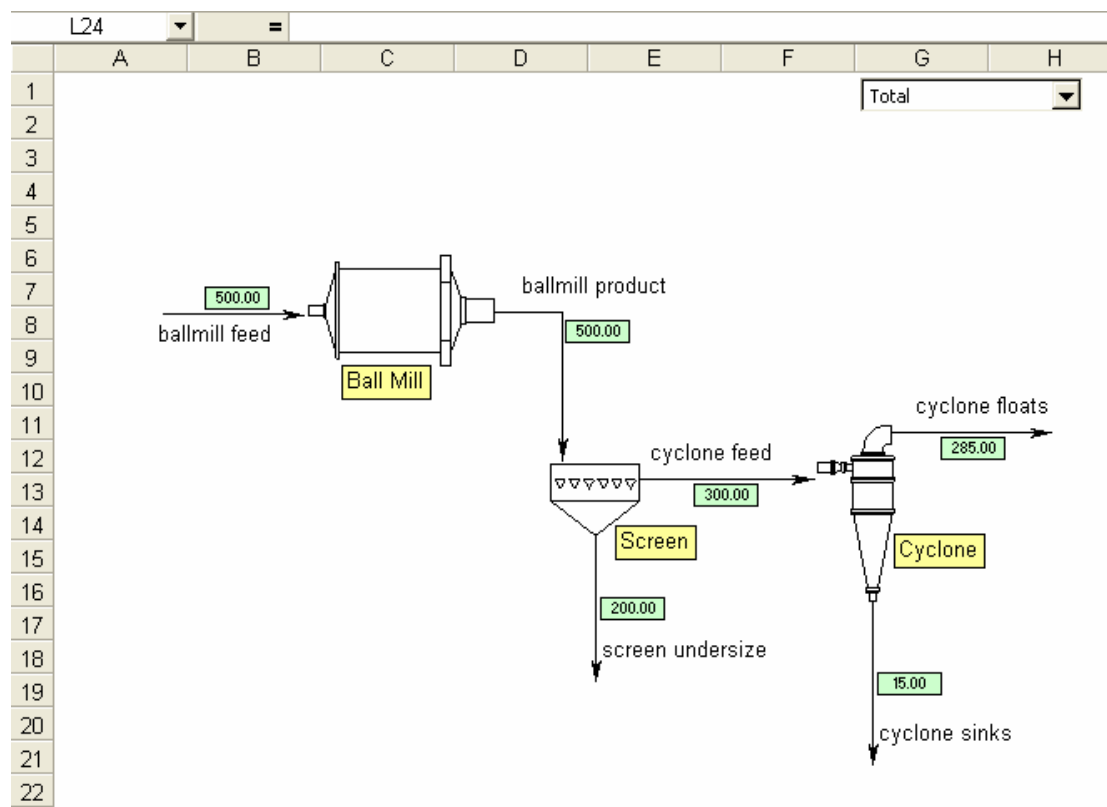 L24 =
A B C D E F G H
1
Total
2
3
4
5
6
7
ballmill product
500.00
8
500.00
ballmill feed
9
10
Ball Mill
11
cyclone floats
12
cyclone feed
285.00
13
300.00
14
15
Screen
Cyclone
16
17
200.00
18
screen undersize
19
15.00
20
21
cyclone sinks
22